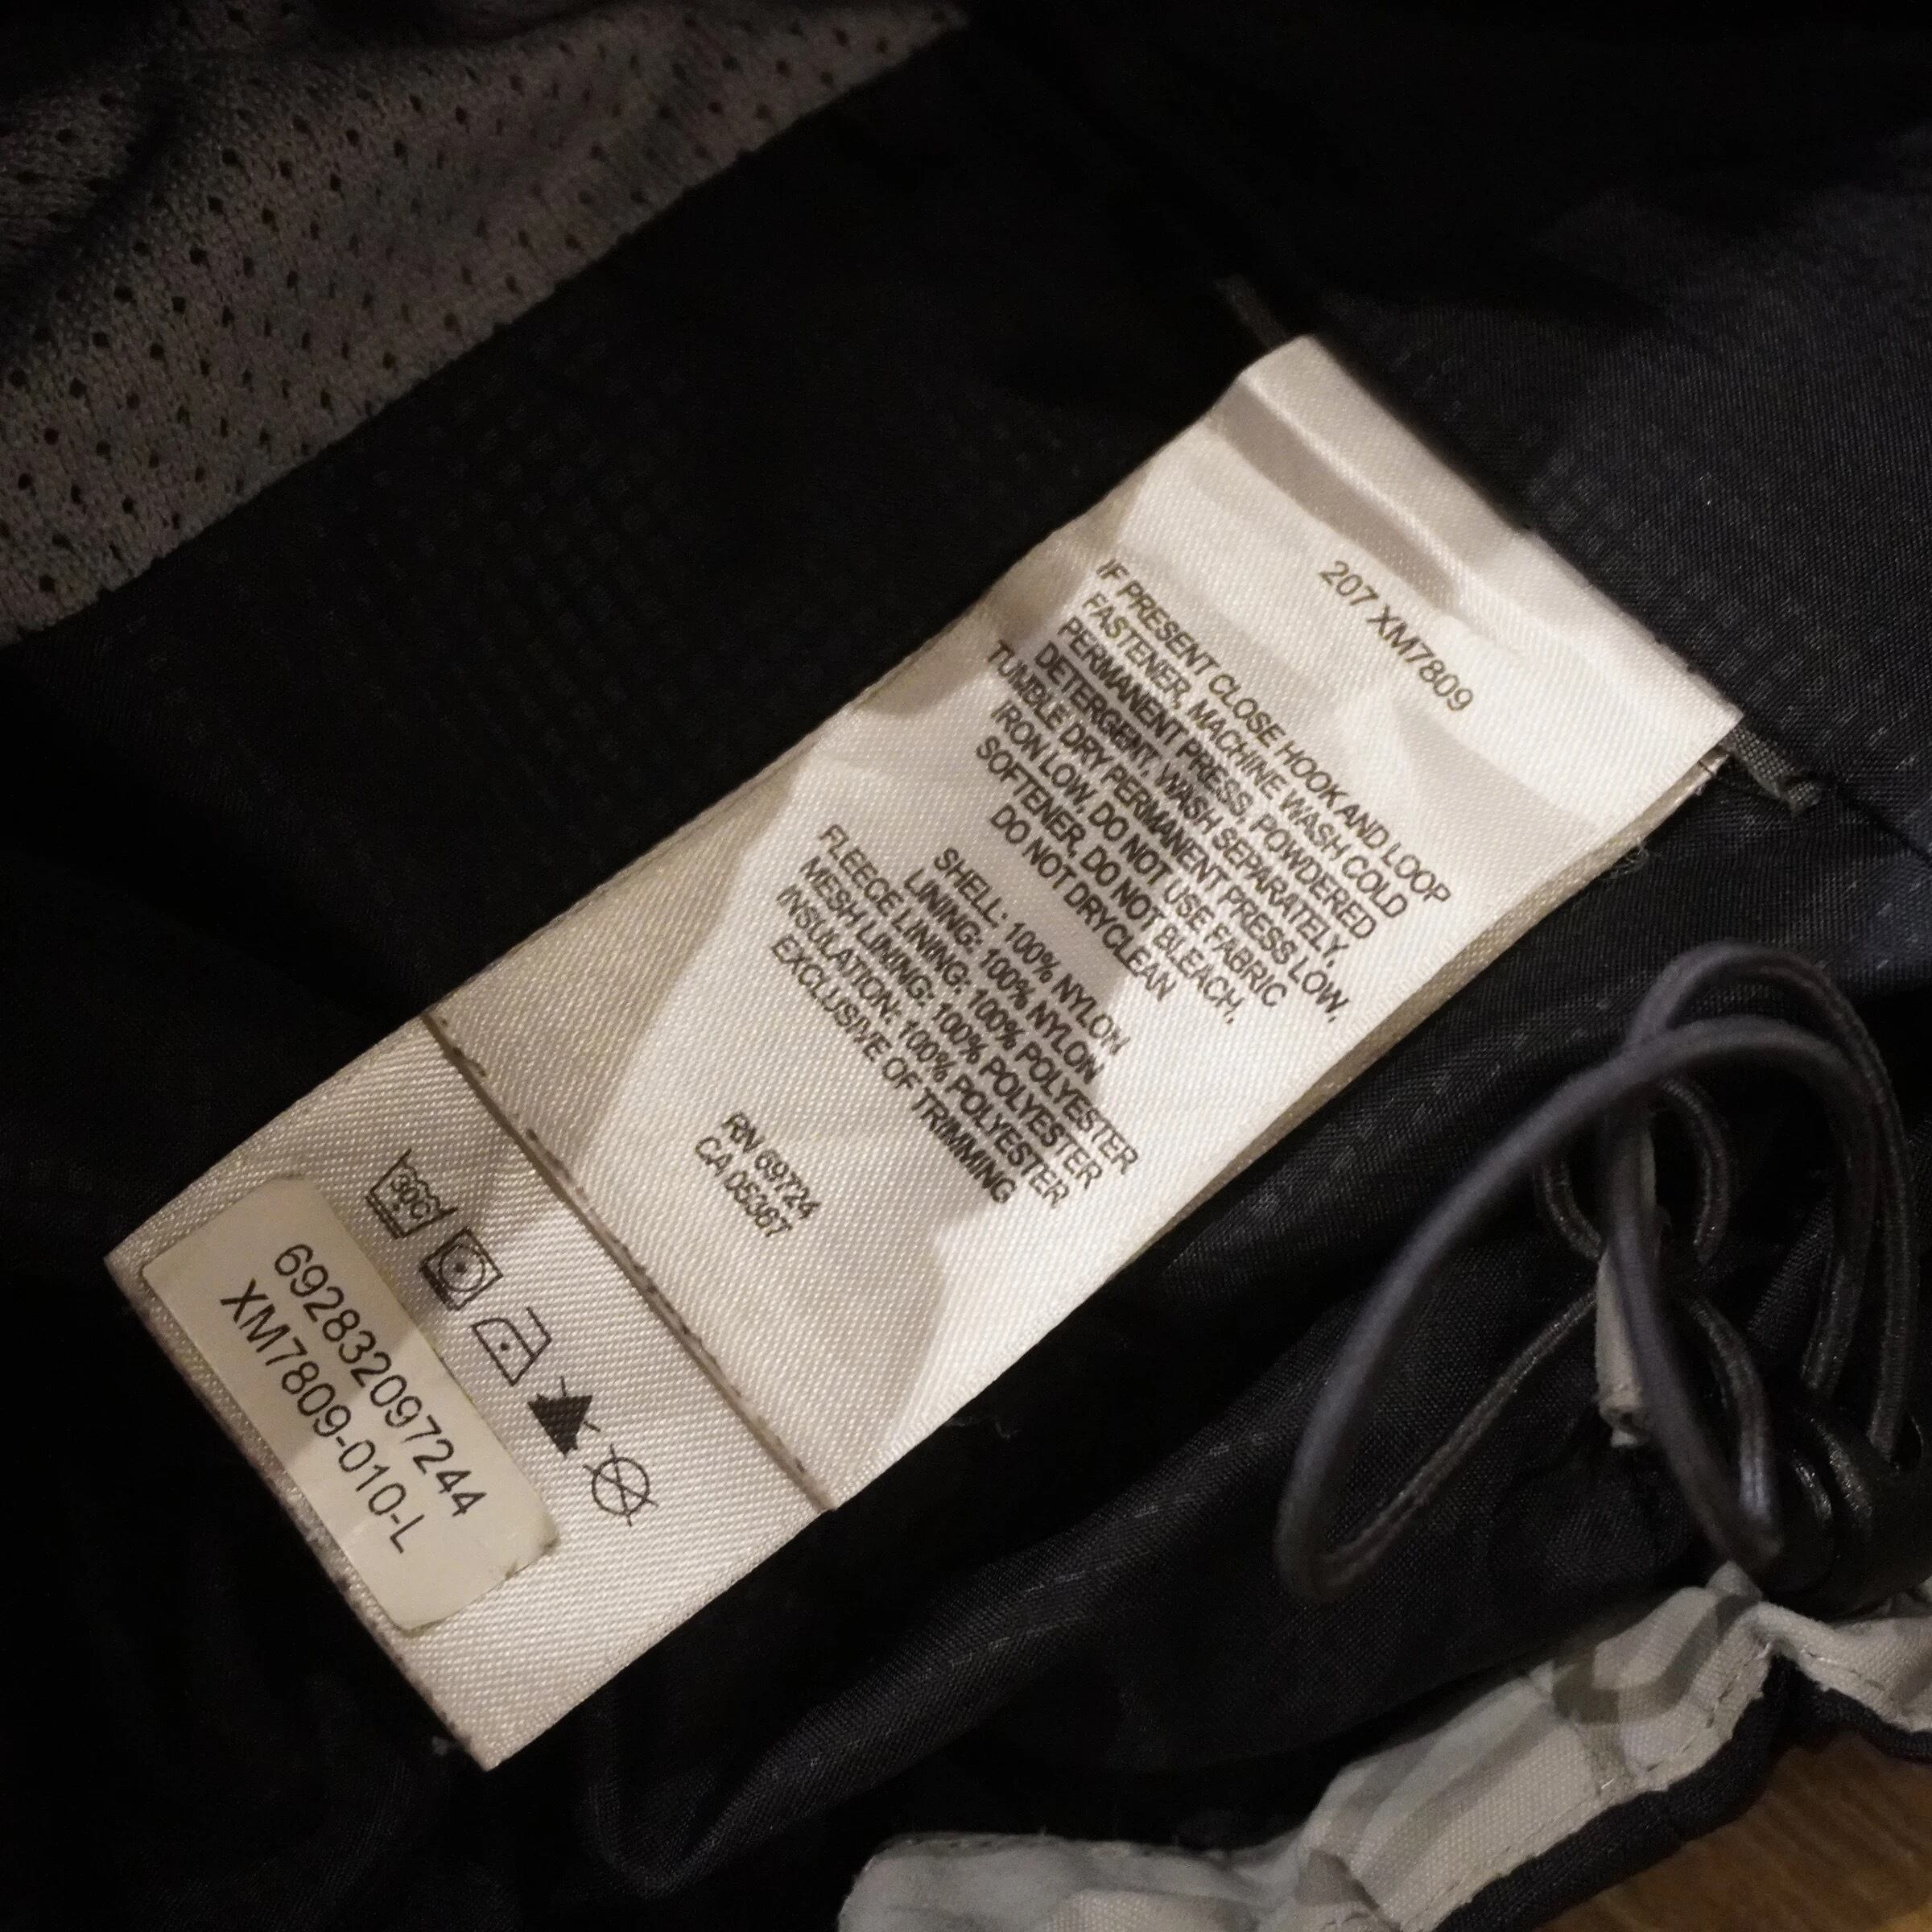 207 XM7809
IF PRESENT CLOSE HOOK AND LOOP
FASTENER, MACHINE WASH COLD
PERMANENT PRESS, POWDERED
DETERGENT, WASH SEPARATELY,
TUMBLE DRY PERMANENT PRESS LOW,
IRON LOW, DO NOT USE FABRIC
SOFTENER, DO NOT BLEACH,
DO NOT DRYCLEAN
SHELL: 100% NYLON
LINING: 100% NYLON
FLEECE LINING: 100% POLYESTER
MESH LINING: 100% POLYESTER
INSULATION: 100% POLYESTER
EXCLUSIVE OF TRIMMING
RN 69724
CA 05367
30C
692832097244
XM7809-010-L